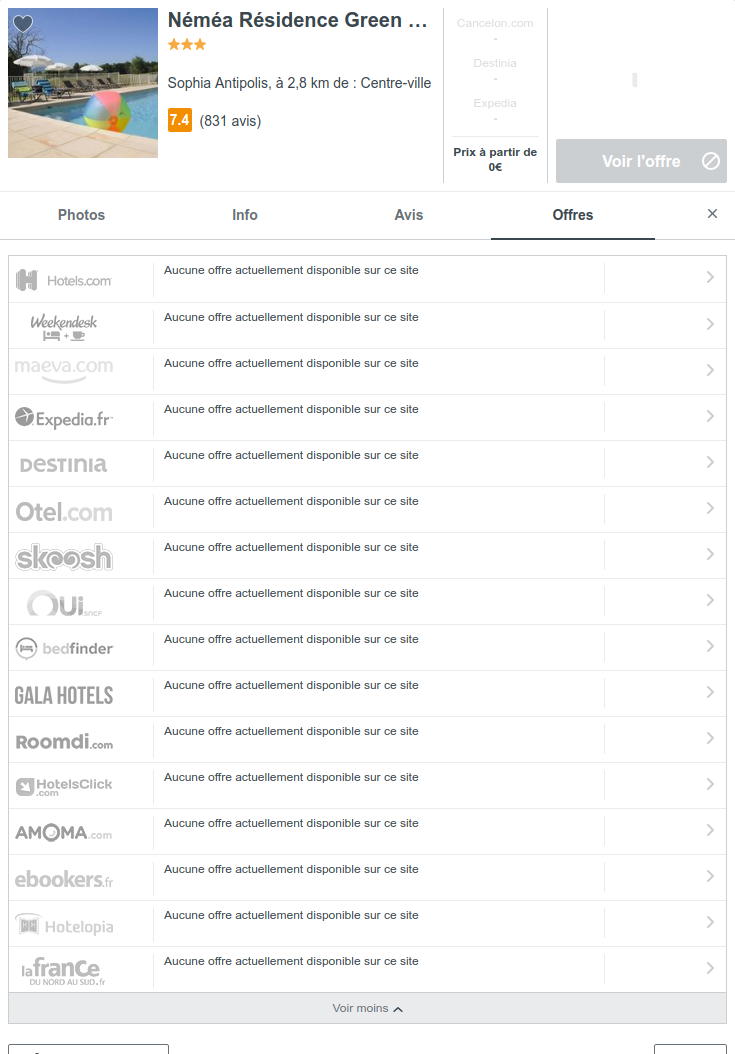 Néméa Résidence Green ...
Sophia Antipolis, à 2,8 km de : Centre-ville
7.4 (831 avis)
Cancelon.com
-
Destinia
-
Expedia
-
Prix à partir de
0€
Voir l'offre
Photos Info Avis Offres
Hotels.com Aucune offre actuellement disponible sur ce site
Weekendesk Aucune offre actuellement disponible sur ce site
maeva.com Aucune offre actuellement disponible sur ce site
Expedia.fr Aucune offre actuellement disponible sur ce site
DESTINIA Aucune offre actuellement disponible sur ce site
Otel.com Aucune offre actuellement disponible sur ce site
skoosh Aucune offre actuellement disponible sur ce site
OUI.sncf Aucune offre actuellement disponible sur ce site
bedfinder Aucune offre actuellement disponible sur ce site
GALA HOTELS Aucune offre actuellement disponible sur ce site
Roomdi.com Aucune offre actuellement disponible sur ce site
HotelsClick Aucune offre actuellement disponible sur ce site
.com
AMOMA.com Aucune offre actuellement disponible sur ce site
ebookers.fr Aucune offre actuellement disponible sur ce site
Hotelopia Aucune offre actuellement disponible sur ce site
la france Aucune offre actuellement disponible sur ce site
DU NORD AU SUD.fr
Voir moins